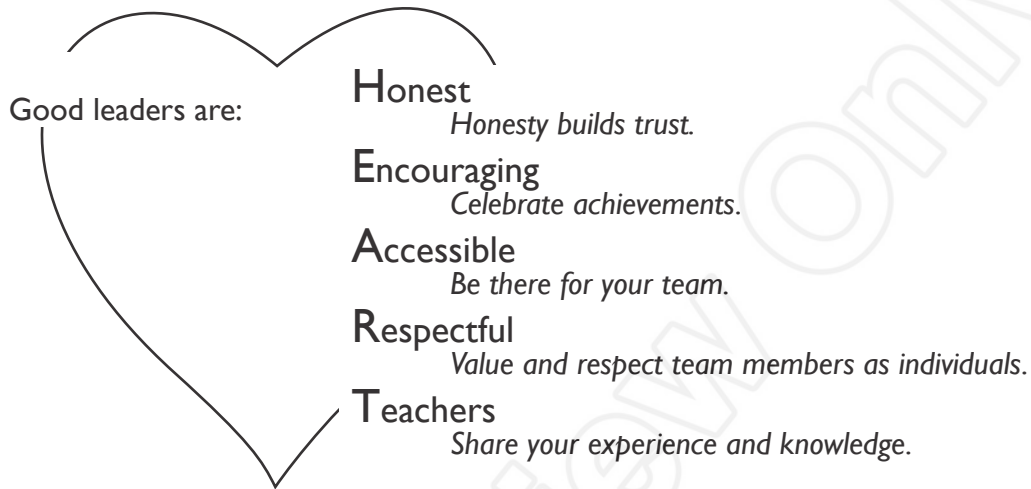 Good leaders are:
Honest
Honesty builds trust.
Encouraging
Celebrate achievements.
Accessible
Be there for your team.
Respectful
Value and respect team members as individuals.
Teachers
Share your experience and knowledge.